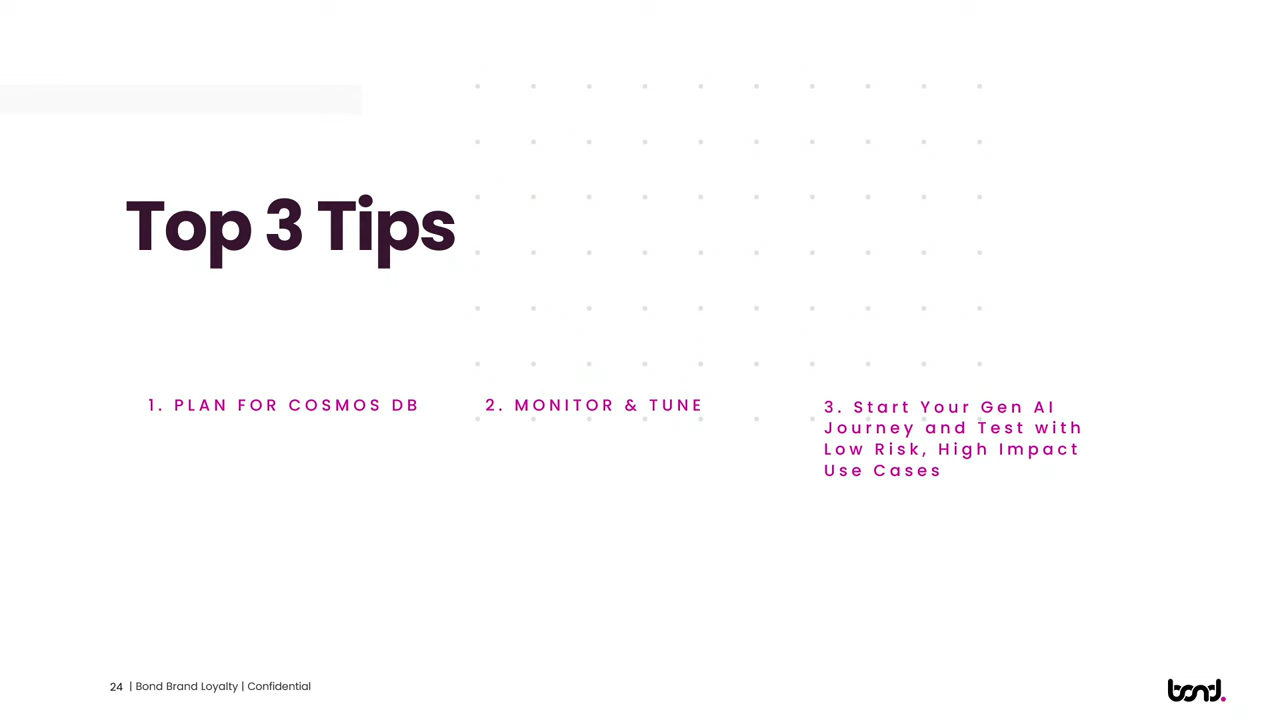 Top 3 Tips
1. PLAN FOR COSMOS DB
2. MONITOR & TUNE
3. Start Your Gen AI
Journey and Test with
Low Risk, High Impact
Use Cases
24 | Bond Brand Loyalty | Confidential
bond.